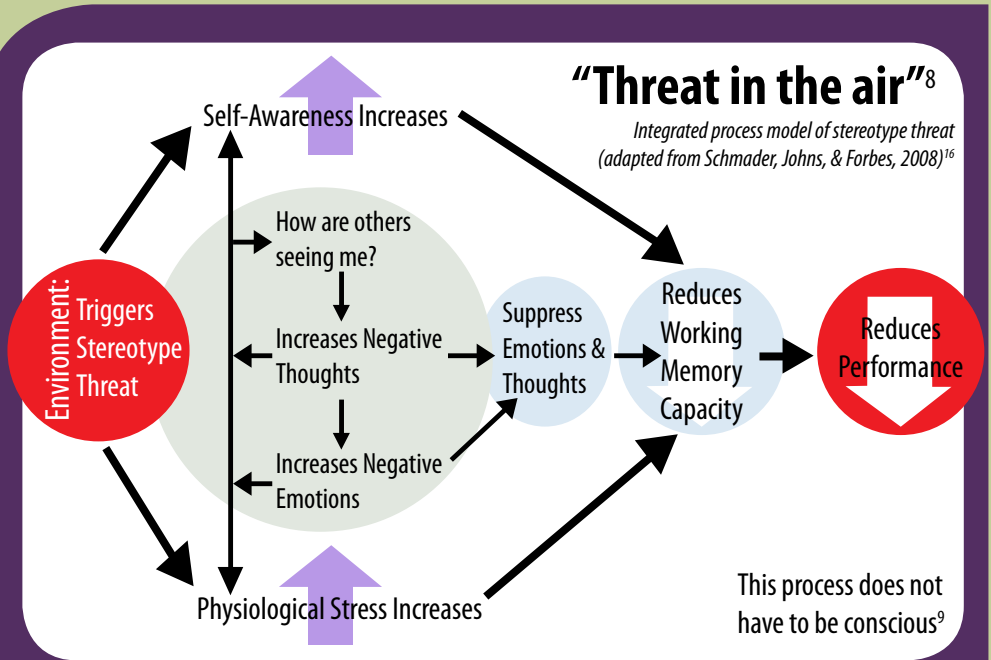 “Threat in the air”8
Integrated process model of stereotype threat
(adapted from Schmader, Johns, & Forbes, 2008)16
Self-Awareness Increases
How are others
seeing me?
Environment:
Triggers
Stereotype
Threat
Increases Negative
Thoughts
Increases Negative
Emotions
Suppress
Emotions &
Thoughts
Reduces
Working
Memory
Capacity
Reduces
Performance
Physiological Stress Increases
This process does not
have to be conscious9